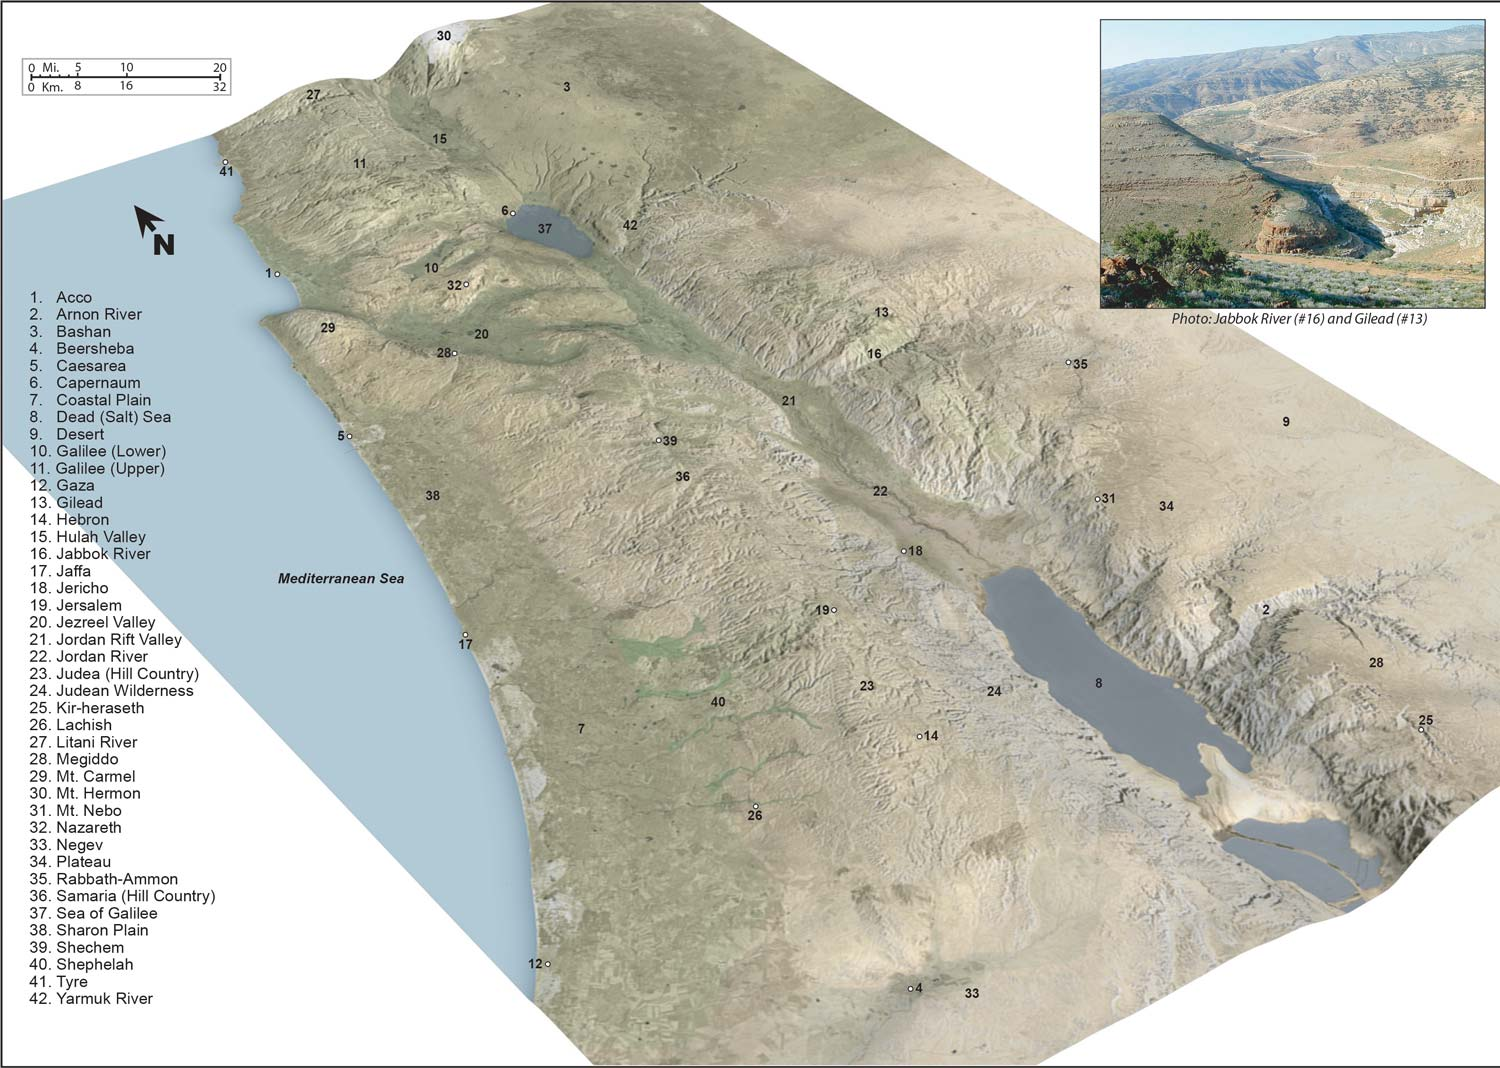 0 Mi. 5 10 20
0 Km. 8 16 32
N
1. Acco
2. Arnon River
3. Bashan
4. Beersheba
5. Caesarea
6. Capernaum
7. Coastal Plain
8. Dead (Salt) Sea
9. Desert
10. Galilee (Lower)
11. Galilee (Upper)
12. Gaza
13. Gilead
14. Hebron
15. Hulah Valley
16. Jabbok River
17. Jaffa
18. Jericho
19. Jersalem
20. Jezreel Valley
21. Jordan Rift Valley
22. Jordan River
23. Judea (Hill Country)
24. Judean Wilderness
25. Kir-heraseth
26. Lachish
27. Litani River
28. Megiddo
29. Mt. Carmel
30. Mt. Hermon
31. Mt. Nebo
32. Nazareth
33. Negev
34. Plateau
35. Rabbath-Ammon
36. Samaria (Hill Country)
37. Sea of Galilee
38. Sharon Plain
39. Shechem
40. Shephelah
41. Tyre
42. Yarmuk River
Photo: Jabbok River (#16) and Gilead (#13)
30
3
27
15
11
41
6
37
42
10
1
32
29
20
28
13
16
35
21
9
5
39
36
38
22
31
34
18
Mediterranean Sea
19
2
17
28
23
24
8
40
7
14
25
26
12
4
33